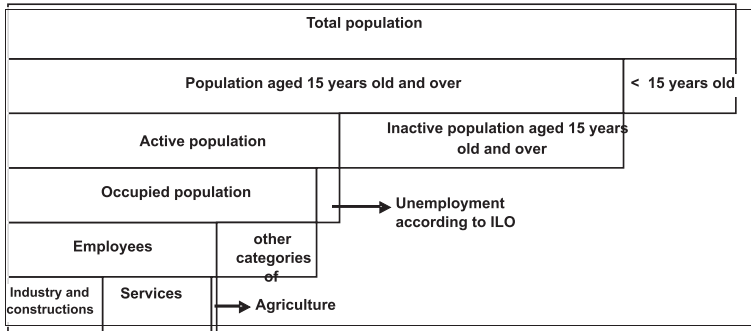 Total population
Population aged 15 years old and over
< 15 years old
Active population
Inactive population aged 15 years
old and over
Occupied population
Unemployment
according to ILO
Employees
other
categories
of
Industry and
constructions
Services
Agriculture